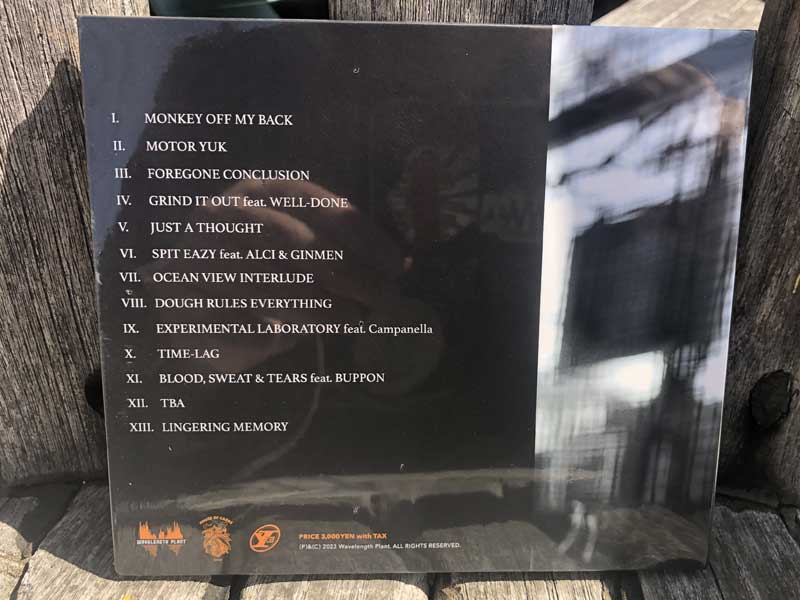 I. MONKEY OFF MY BACK
II. MOTOR YUK
III. FOREGONE CONCLUSION
IV. GRIND IT OUT feat. WELL-DONE
V. JUST A THOUGHT
VI. SPIT EAZY feat. ALCI & GINMEN
VII. OCEAN VIEW INTERLUDE
VIII. DOUGH RULES EVERYTHING
IX. EXPERIMENTAL LABORATORY feat. Campanella
X. TIME-LAG
XI. BLOOD, SWEAT & TEARS feat. BUPPON
XII. TBA
XIII. LINGERING MEMORY
WAVELENGTH PLANT
PRICE 3,000YEN with TAX
(P)&(C) 2023 Wavelength Plant. ALL RIGHTS RESERVED.